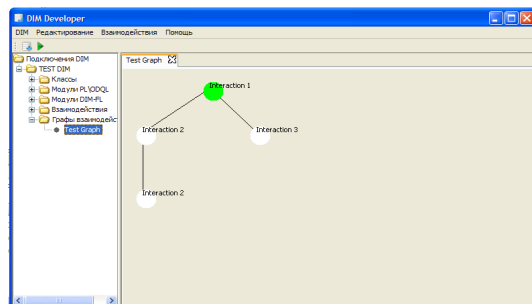 DIM Developer
DIM Редактирование Взаимодействия Помощь
Подключения DIM
TEST DIM
Классы
Модули PL\ODQL
Модули DIM-PL
Взаимодействия
Графы взаимодейс
Test Graph
Test Graph
Interaction 1
Interaction 2
Interaction 3
Interaction 2